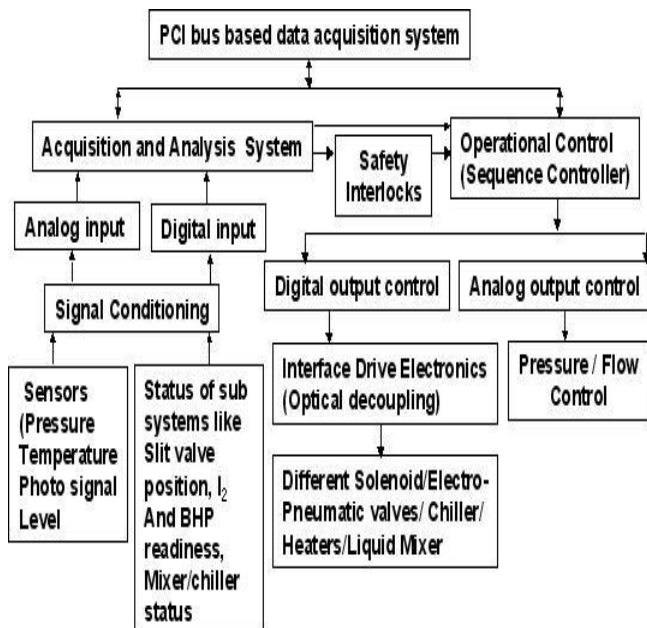 PCI bus based data acquisition system
Acquisition and Analysis System
Safety
Interlocks
Operational Control
(Sequence Controller)
Analog input
Digital input
Digital output control
Analog output control
Signal Conditioning
Interface Drive Electronics
(Optical decoupling)
Pressure / Flow
Control
Sensors
(Pressure
Temperature
Photo signal
Level
Status of sub
systems like
Slit valve
position, I₂
And BHP
readiness,
Mixer/chiller
status
Different Solenoid/Electro-
Pneumatic valves/ Chiller/
Heaters/Liquid Mixer